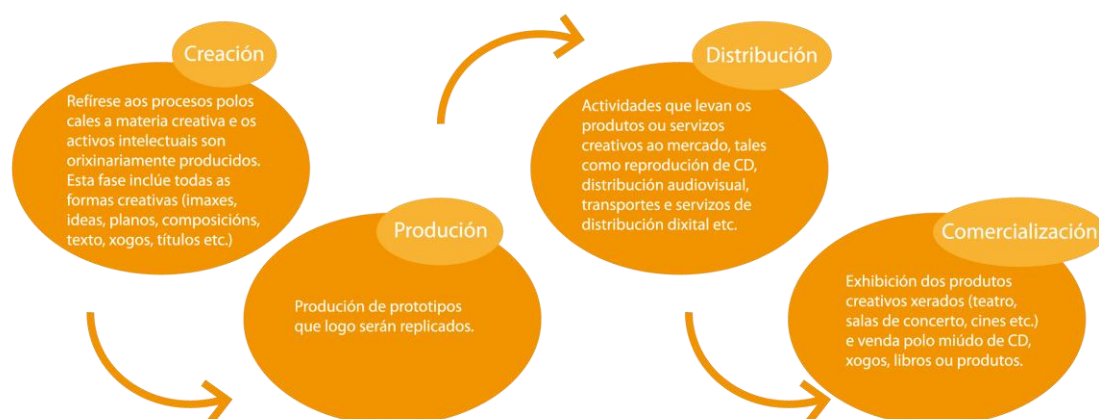 Creación
Refírese aos procesos polos
cales a materia creativa e os
activos intelectuais son
orixinariamente producidos.
Esta fase inclúe todas as
formas creativas (imaxes,
ideas, planos, composicións,
texto, xogos, títulos etc.)
Produción
Produción de prototipos
que logo serán replicados.
Distribución
Actividades que levan os
produtos ou servizos
creativos ao mercado, tales
como reprodución de CD,
distribución audiovisual,
transportes e servizos de
distribución dixital etc.
Comercialización
Exhibición dos produtos
creativos xerados (teatro,
salas de concerto, cines etc.)
e venda polo miúdo de CD,
xogos, libros ou produtos.